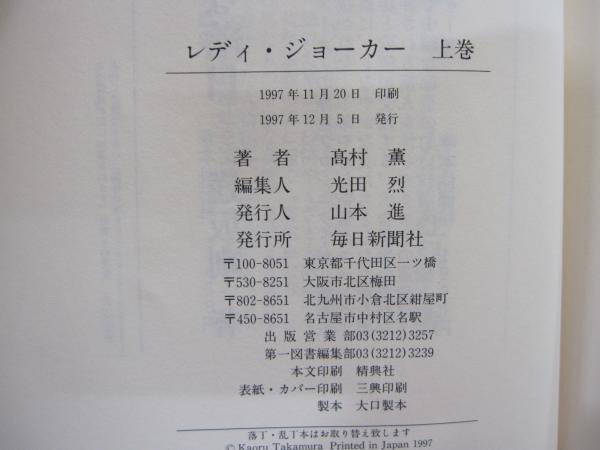 レディ・ジョーカー 上巻
1997年11月20日 印刷
1997年12月5日 発行
著者 髙村薫
編集人 光田烈
発行人 山本進
発行所 毎日新聞社
〒100-8051 東京都千代田区一ツ橋
〒530-8251 大阪市北区梅田
〒802-8651 北九州市小倉北区紺屋町
〒450-8651 名古屋市中村区名駅
出版営業部03(3212)3257
第一図書編集部03(3212)3239
本文印刷 精興社
表紙・カバー印刷 三興印刷
製本 大口製本
落丁・乱丁本はお取り替え致します
© Kaoru Takamura Printed in Japan 1997